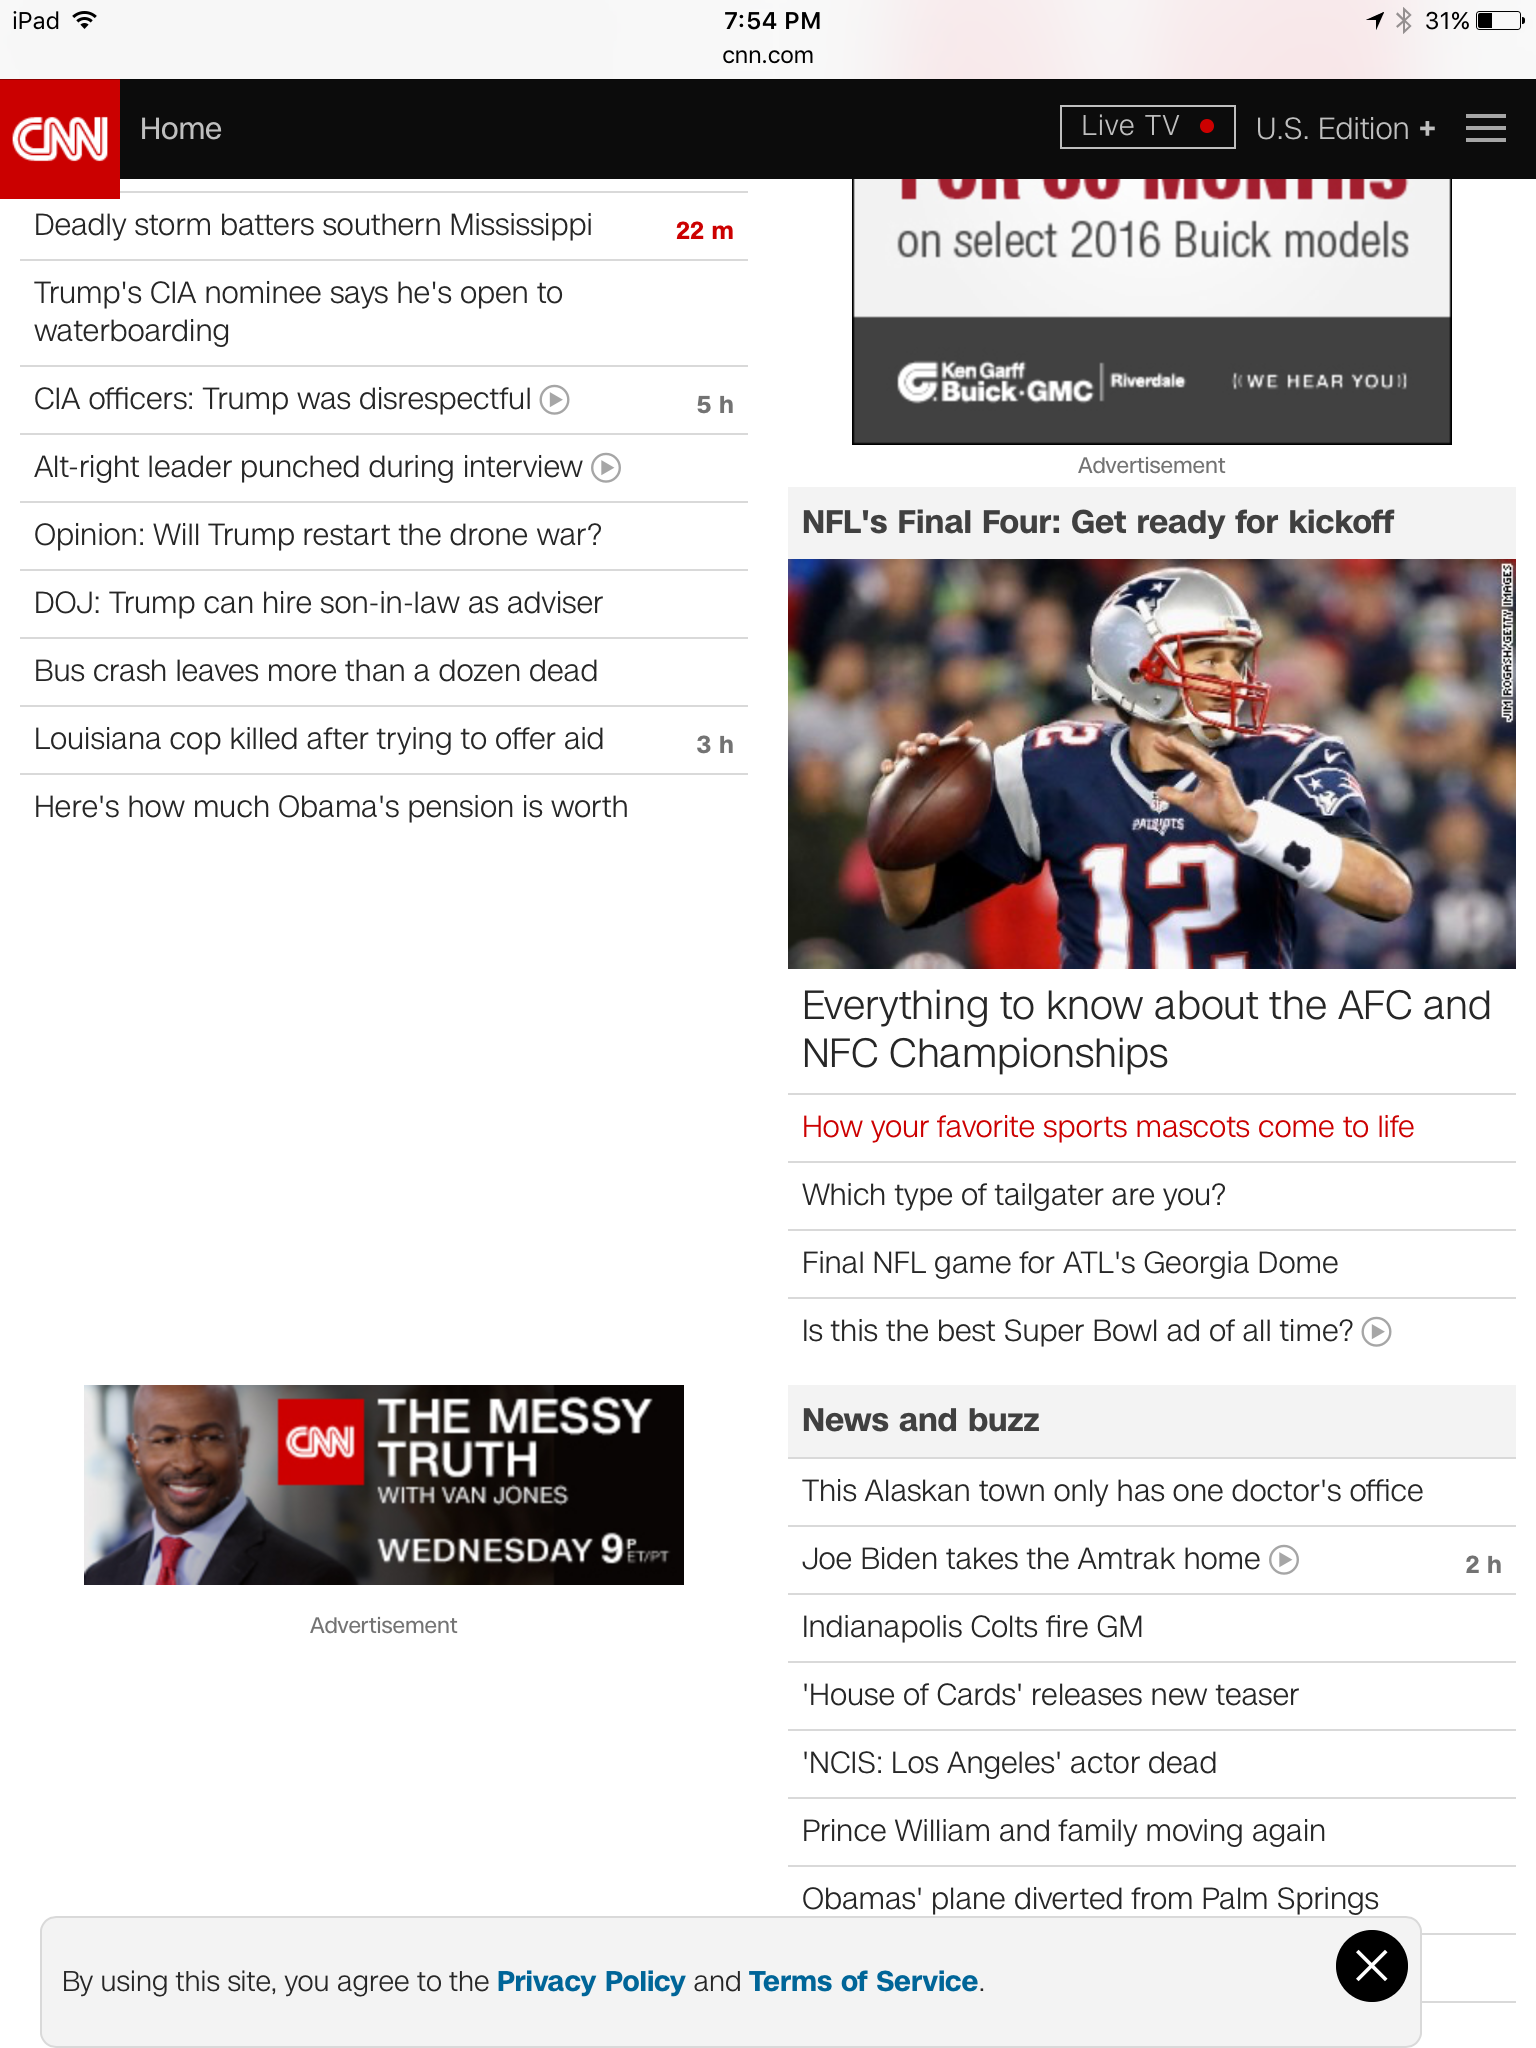 iPad
7:54 PM
31%
cnn.com
CNN
Home
Live TV
U.S. Edition +
Deadly storm batters southern Mississippi
22 m
Trump's CIA nominee says he's open to
waterboarding
CIA officers: Trump was disrespectful
5 h
Alt-right leader punched during interview
Opinion: Will Trump restart the drone war?
DOJ: Trump can hire son-in-law as adviser
Bus crash leaves more than a dozen dead
Louisiana cop killed after trying to offer aid
3 h
Here's how much Obama's pension is worth
CNN
THE MESSY
TRUTH
WITH VAN JONES
WEDNESDAY 9P ET/PT
Advertisement
FOR 60 MONTHS
on select 2016 Buick models
Ken Garff
Buick·GMC
Riverdale
((WE HEAR YOU))
Advertisement
NFL's Final Four: Get ready for kickoff
JIM ROGASH/GETTY IMAGES
PATRIOTS
12
12
Everything to know about the AFC and
NFC Championships
How your favorite sports mascots come to life
Which type of tailgater are you?
Final NFL game for ATL's Georgia Dome
Is this the best Super Bowl ad of all time?
News and buzz
This Alaskan town only has one doctor's office
Joe Biden takes the Amtrak home
2 h
Indianapolis Colts fire GM
'House of Cards' releases new teaser
'NCIS: Los Angeles' actor dead
Prince William and family moving again
Obamas' plane diverted from Palm Springs
By using this site, you agree to the Privacy Policy and Terms of Service.